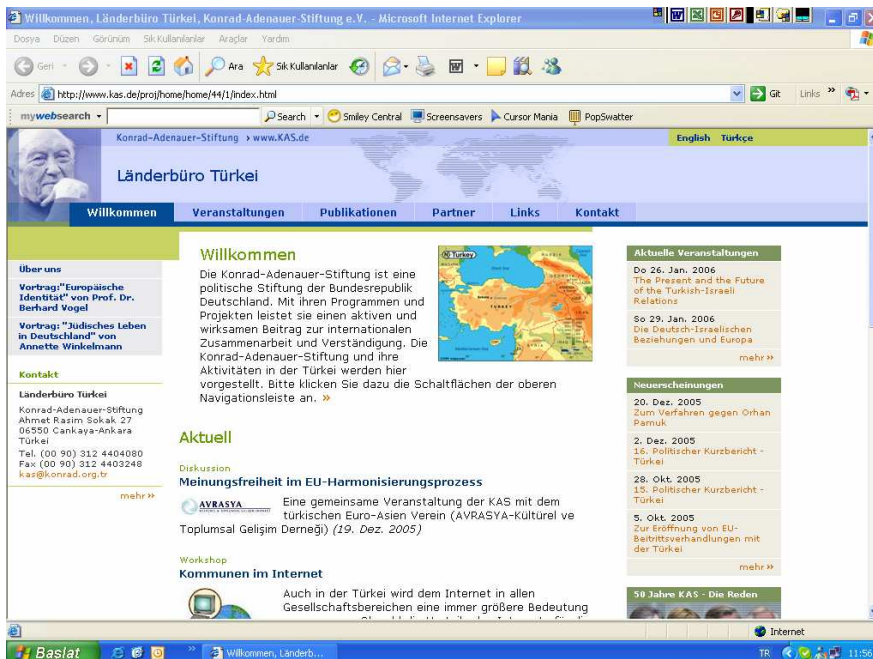 Willkommen, Länderbüro Türkei, Konrad-Adenauer-Stiftung e.V. - Microsoft Internet Explorer
Dosya Düzen Görünüm Sık Kullanılanlar Araçlar Yardım
Geri Ara Sık Kullanılanlar
Adres http://www.kas.de/proj/home/home/44/1/index.html Git Links »
mywebsearch Search Smiley Central Screensavers Cursor Mania PopSwatter
Konrad-Adenauer-Stiftung › www.KAS.de English Türkçe
Länderbüro Türkei
Willkommen Veranstaltungen Publikationen Partner Links Kontakt
Über uns
Vortrag:"Europäische
Identität" von Prof. Dr.
Berhard Vogel
Vortrag: "Jüdisches Leben
in Deutschland" von
Annette Winkelmann
Kontakt
Länderbüro Türkei
Konrad-Adenauer-Stiftung
Ahmet Rasim Sokak 27
06550 Cankaya-Ankara
Türkei
Tel. (00 90) 312 4404080
Fax (00 90) 312 4403248
kas@konrad.org.tr
mehr »
Willkommen
Die Konrad-Adenauer-Stiftung ist eine
politische Stiftung der Bundesrepublik
Deutschland. Mit ihren Programmen und
Projekten leistet sie einen aktiven und
wirksamen Beitrag zur internationalen
Zusammenarbeit und Verständigung. Die
Konrad-Adenauer-Stiftung und ihre
Aktivitäten in der Türkei werden hier
vorgestellt. Bitte klicken Sie dazu die Schaltflächen der oberen
Navigationsleiste an. »
Turkey
TURKEY
Aktuell
Diskussion
Meinungsfreiheit im EU-Harmonisierungsprozess
AVRASYA
Eine gemeinsame Veranstaltung der KAS mit dem
türkischen Euro-Asien Verein (AVRASYA-Kültürel ve
Toplumsal Gelişim Derneği) (19. Dez. 2005)
Workshop
Kommunen im Internet
Auch in der Türkei wird dem Internet in allen
Gesellschaftsbereichen eine immer größere Bedeutung
Aktuelle Veranstaltungen
Do 26. Jan. 2006
The Present and the Future
of the Turkish-Israeli
Relations
So 29. Jan. 2006
Die Deutsch-Israelischen
Beziehungen und Europa
mehr »
Neuerscheinungen
20. Dez. 2005
Zum Verfahren gegen Orhan
Pamuk
2. Dez. 2005
16. Politischer Kurzbericht -
Türkei
28. Okt. 2005
15. Politischer Kurzbericht -
Türkei
5. Okt. 2005
Zur Eröffnung von EU-
Beitrittsverhandlungen mit
der Türkei
mehr »
50 Jahre KAS - Die Reden
Internet
Başlat » Willkommen, Länderb... TR 11:56